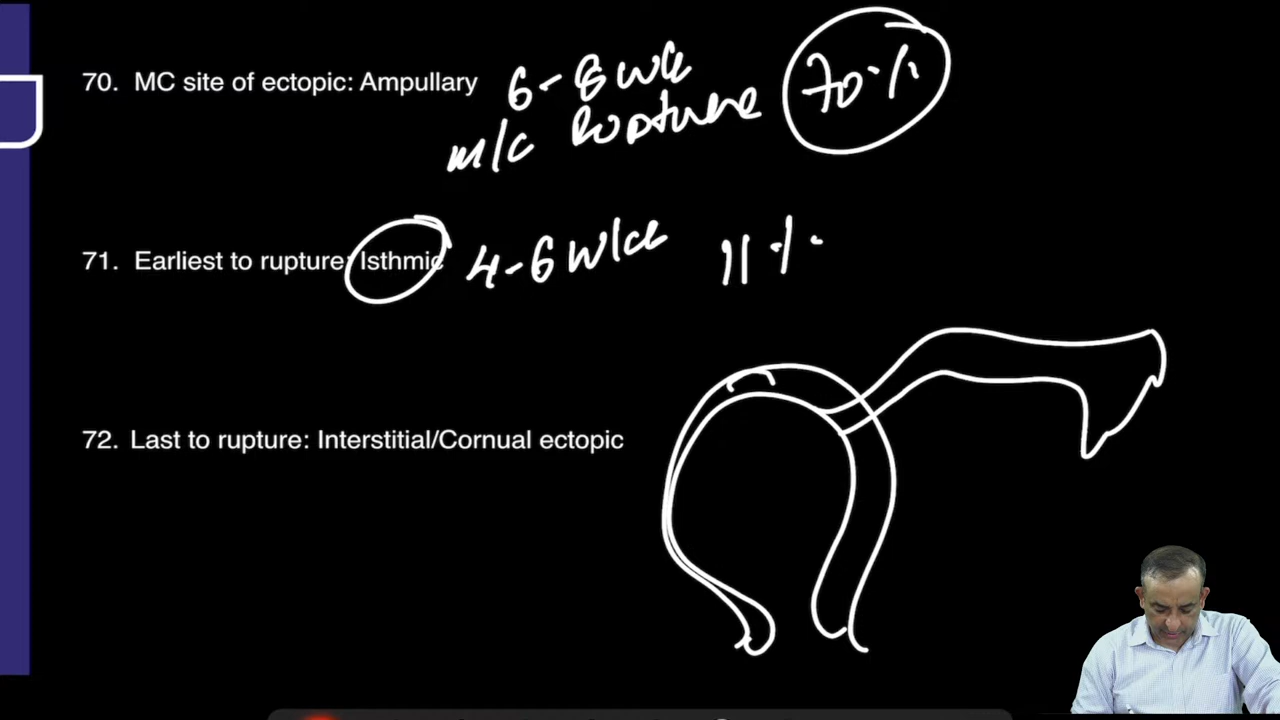 70. MC site of ectopic: Ampullary 6-8 wk 70%
m/c Rupture
71. Earliest to rupture: Isthmic 4-6 w/ck 11%
72. Last to rupture: Interstitial/Cornual ectopic